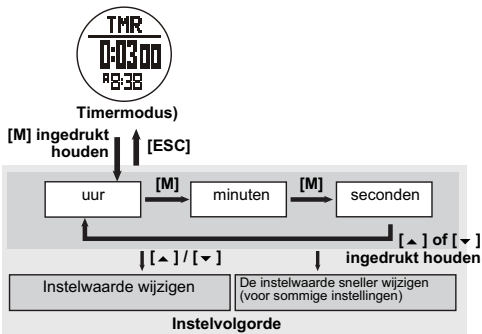 TMR
0:03 00
A8:38
Timermodus)
[M] ingedrukt
houden
[ESC]
uur
[M]
minuten
[M]
seconden
[▲] of [▼]
ingedrukt houden
[▲] / [▼]
Instelwaarde wijzigen
De instelwaarde sneller wijzigen
(voor sommige instellingen)
Instelvolgorde